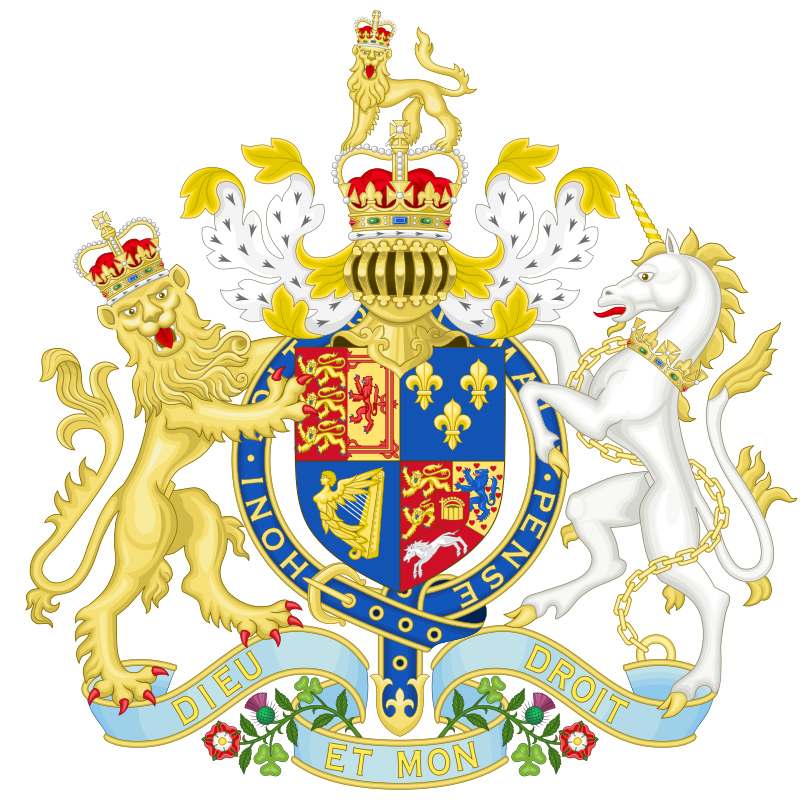 HONI ·
· PENSE
DIEU
ET MON
DROIT